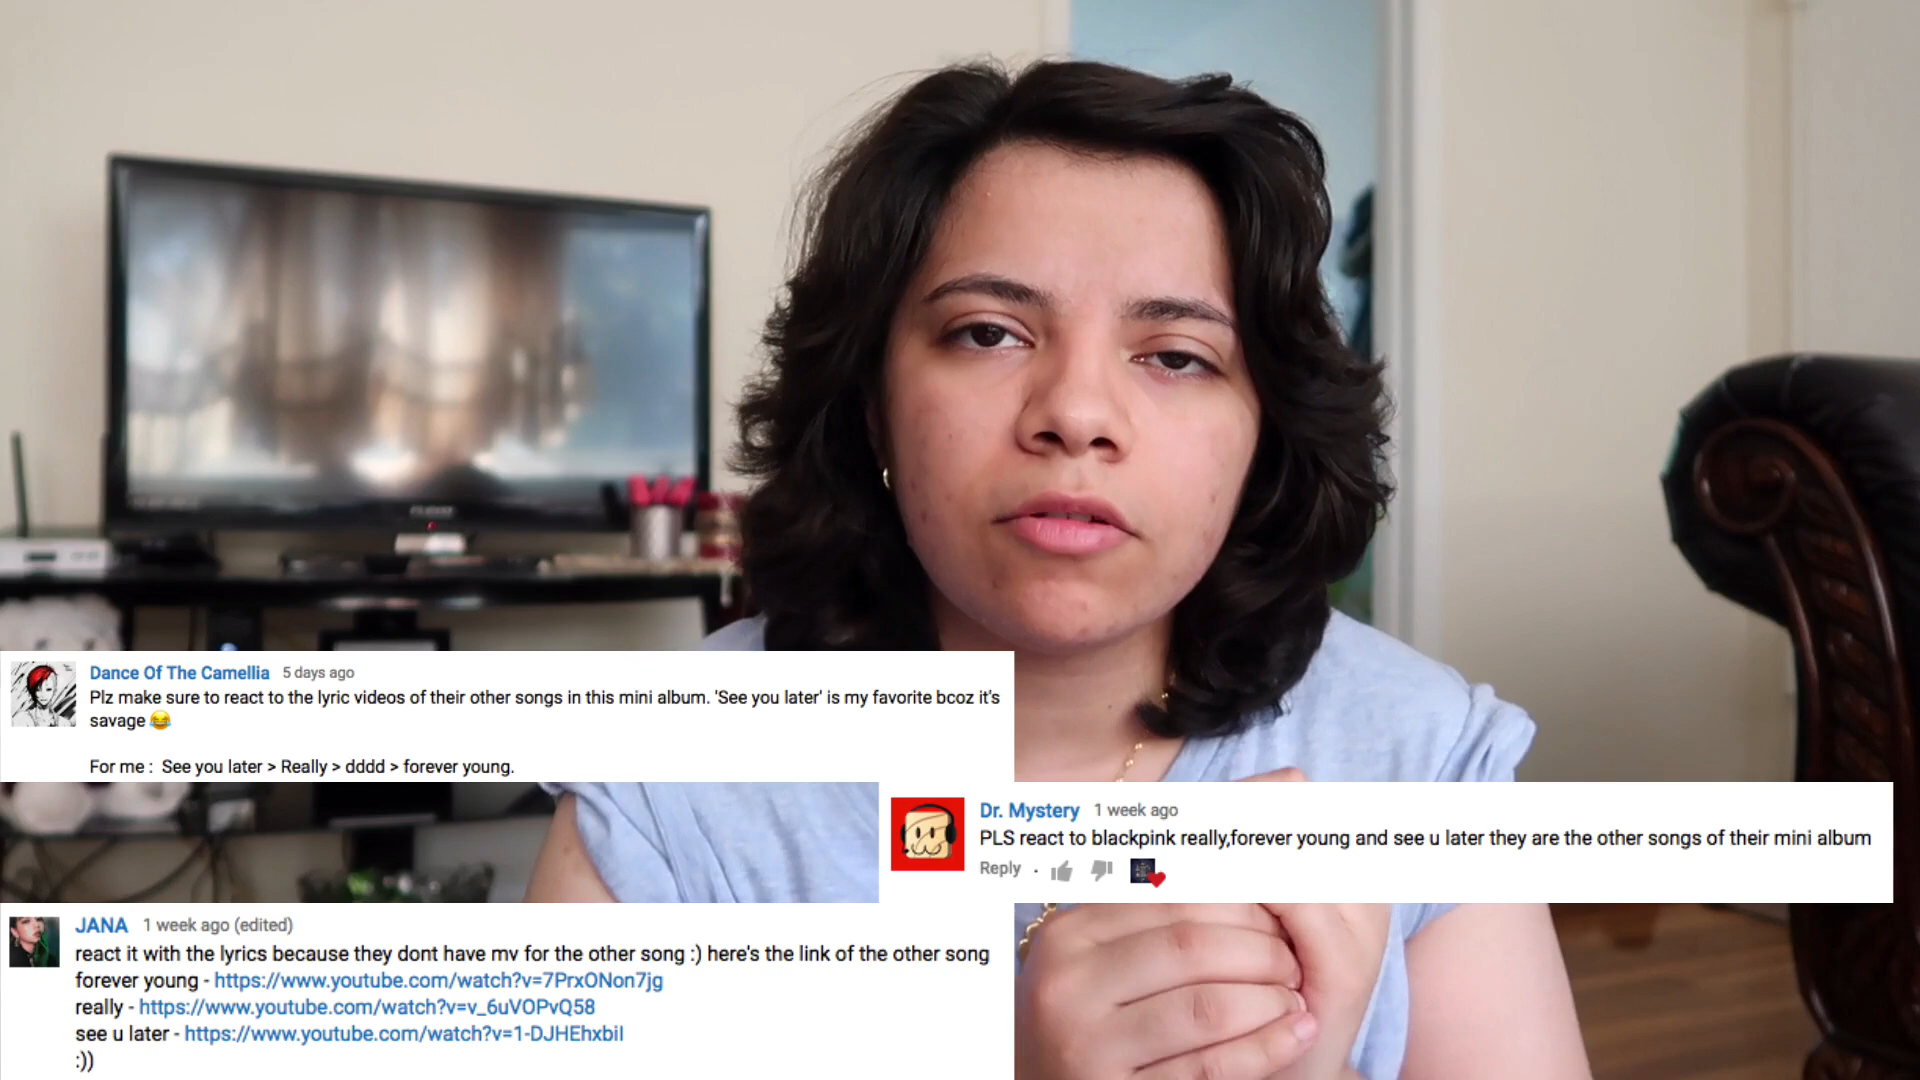 Dance Of The Camellia 5 days ago
Plz make sure to react to the lyric videos of their other songs in this mini album. 'See you later' is my favorite bcoz it's
savage 😂
For me : See you later > Really > dddd > forever young.
Dr. Mystery 1 week ago
PLS react to blackpink really,forever young and see u later they are the other songs of their mini album
Reply
JANA 1 week ago (edited)
react it with the lyrics because they dont have mv for the other song :) here's the link of the other song
forever young - https://www.youtube.com/watch?v=7PrxONon7jg
really - https://www.youtube.com/watch?v=v_6uVOPvQ58
see u later - https://www.youtube.com/watch?v=1-DJHEhxbiI
:))